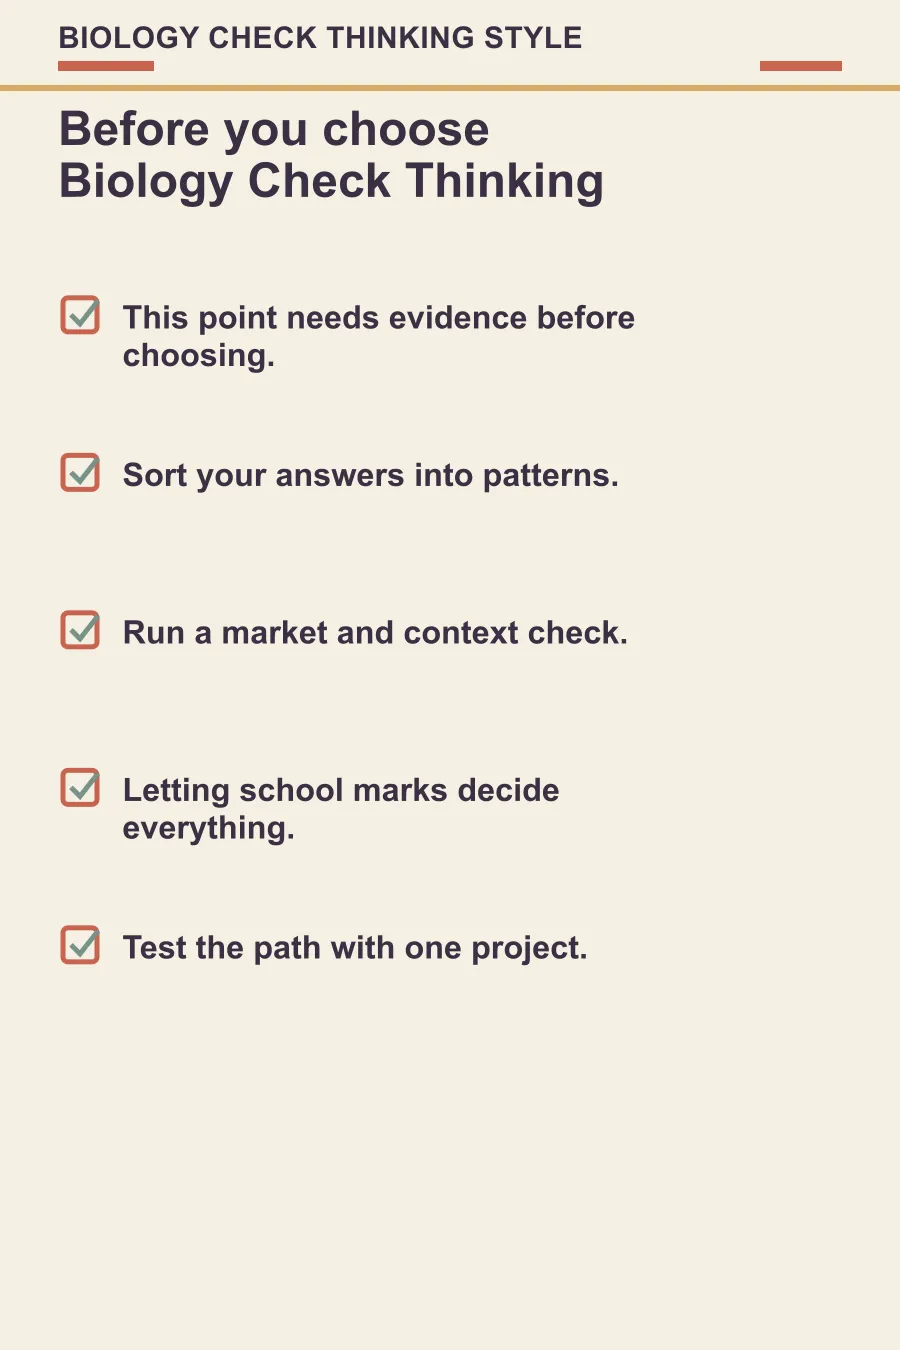 BIOLOGY CHECK THINKING STYLE
Before you choose
Biology Check Thinking
This point needs evidence before
choosing.
Sort your answers into patterns.
Run a market and context check.
Letting school marks decide
everything.
Test the path with one project.